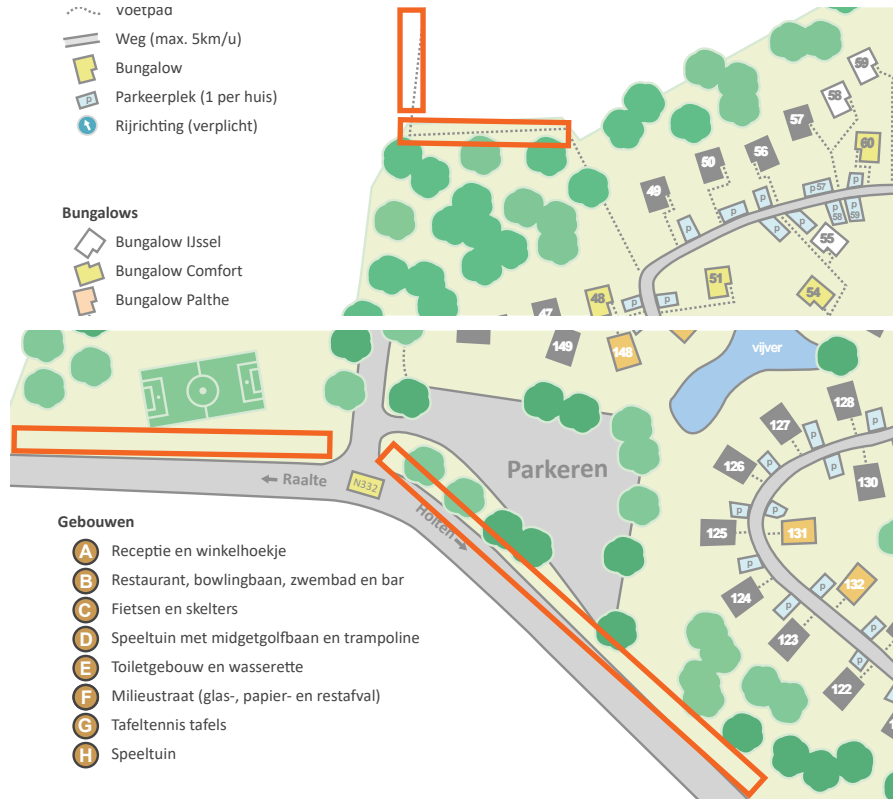 Voetpad
Weg (max. 5km/u)
Bungalow
P
Parkeerplek (1 per huis)
Rijrichting (verplicht)
Bungalows
Bungalow IJssel
Bungalow Comfort
Bungalow Palthe
59
58
57
60
56
50
49
P
P
P
P57
P
P
P
P
58
59
55
51
54
48
47
P
P
vijver
149
148
128
127
126
130
125
131
124
132
123
122
P
P
P
P
P
P
P
P
P
P
P
Parkeren
Raalte
N332
Holten
Gebouwen
A Receptie en winkelhoekje
B Restaurant, bowlingbaan, zwembad en bar
C Fietsen en skelters
D Speeltuin met midgetgolfbaan en trampoline
E Toiletgebouw en wasserette
F Milieustraat (glas-, papier- en restafval)
G Tafeltennis tafels
H Speeltuin